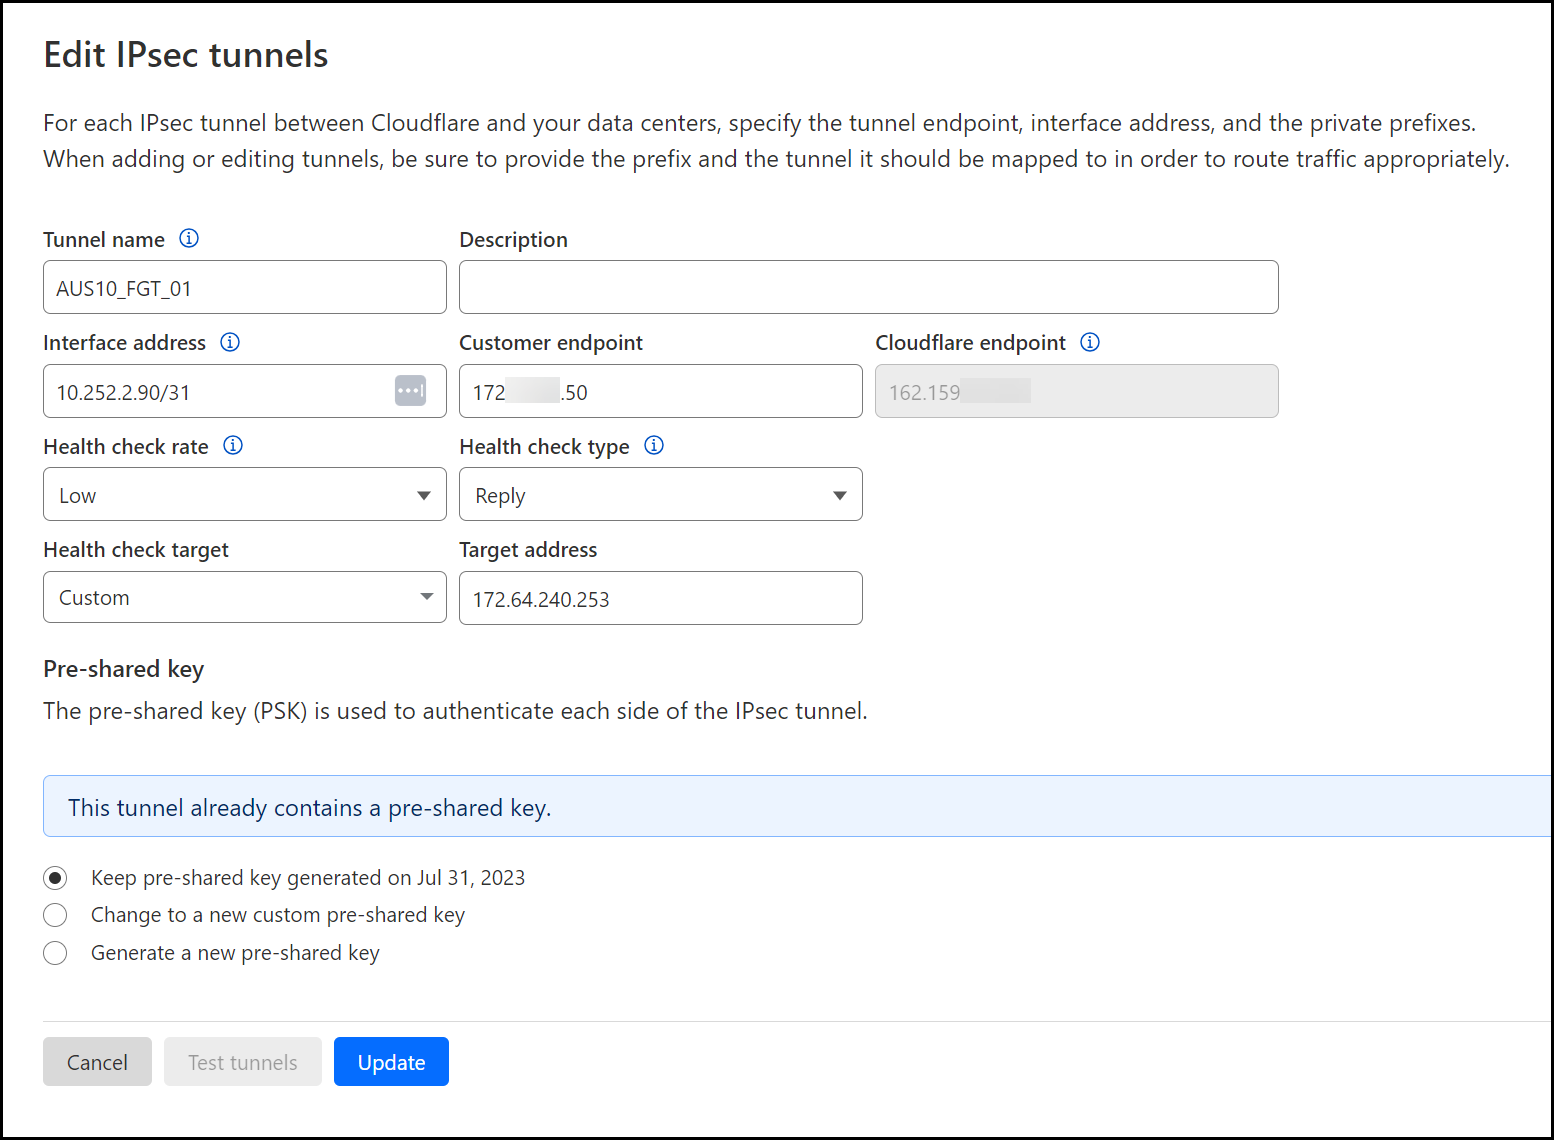 Edit IPsec tunnels
For each IPsec tunnel between Cloudflare and your data centers, specify the tunnel endpoint, interface address, and the private prefixes.
When adding or editing tunnels, be sure to provide the prefix and the tunnel it should be mapped to in order to route traffic appropriately.
Tunnel name Description
AUS10_FGT_01
Interface address Customer endpoint Cloudflare endpoint
10.252.2.90/31 172 .50 162.159
Health check rate Health check type
Low Reply
Health check target Target address
Custom 172.64.240.253
Pre-shared key
The pre-shared key (PSK) is used to authenticate each side of the IPsec tunnel.
This tunnel already contains a pre-shared key.
Keep pre-shared key generated on Jul 31, 2023
Change to a new custom pre-shared key
Generate a new pre-shared key
Cancel Test tunnels Update